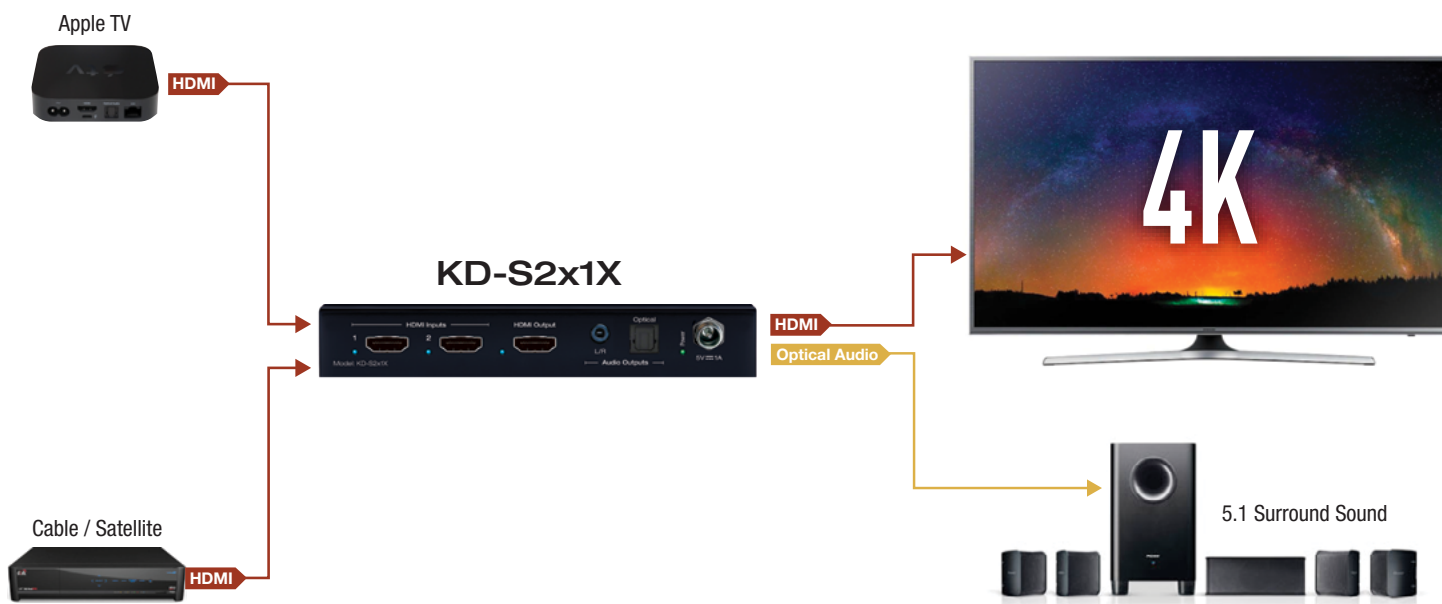 Apple TV
HDMI
4K
KD-S2x1X
HDMI Inputs
HDMI Output
Optical
1
2
L/R
Power
5V⎓1A
Model: KD-S2x1X
Audio Outputs
HDMI
Optical Audio
Cable / Satellite
HDMI
5.1 Surround Sound